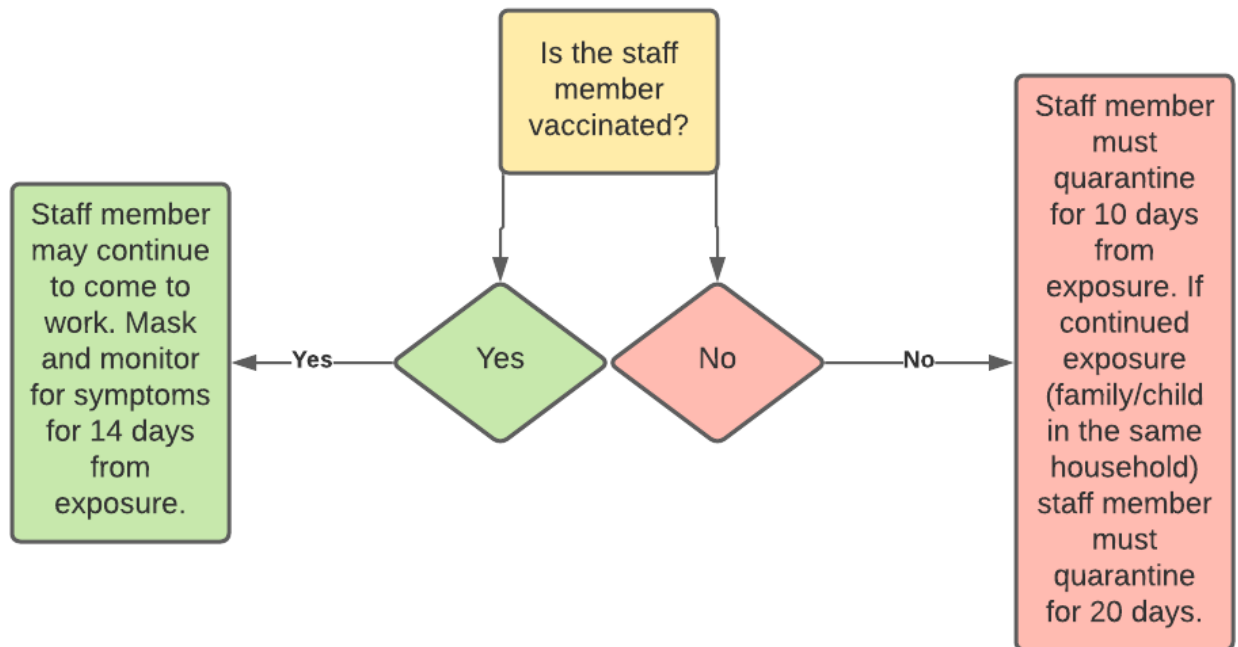 Is the staff
member
vaccinated?
Staff member
may continue
to come to
work. Mask
and monitor
for symptoms
for 14 days
from
exposure.
Yes
Yes
No
No
Staff member
must
quarantine
for 10 days
from
exposure. If
continued
exposure
(family/child
in the same
household)
staff member
must
quarantine
for 20 days.